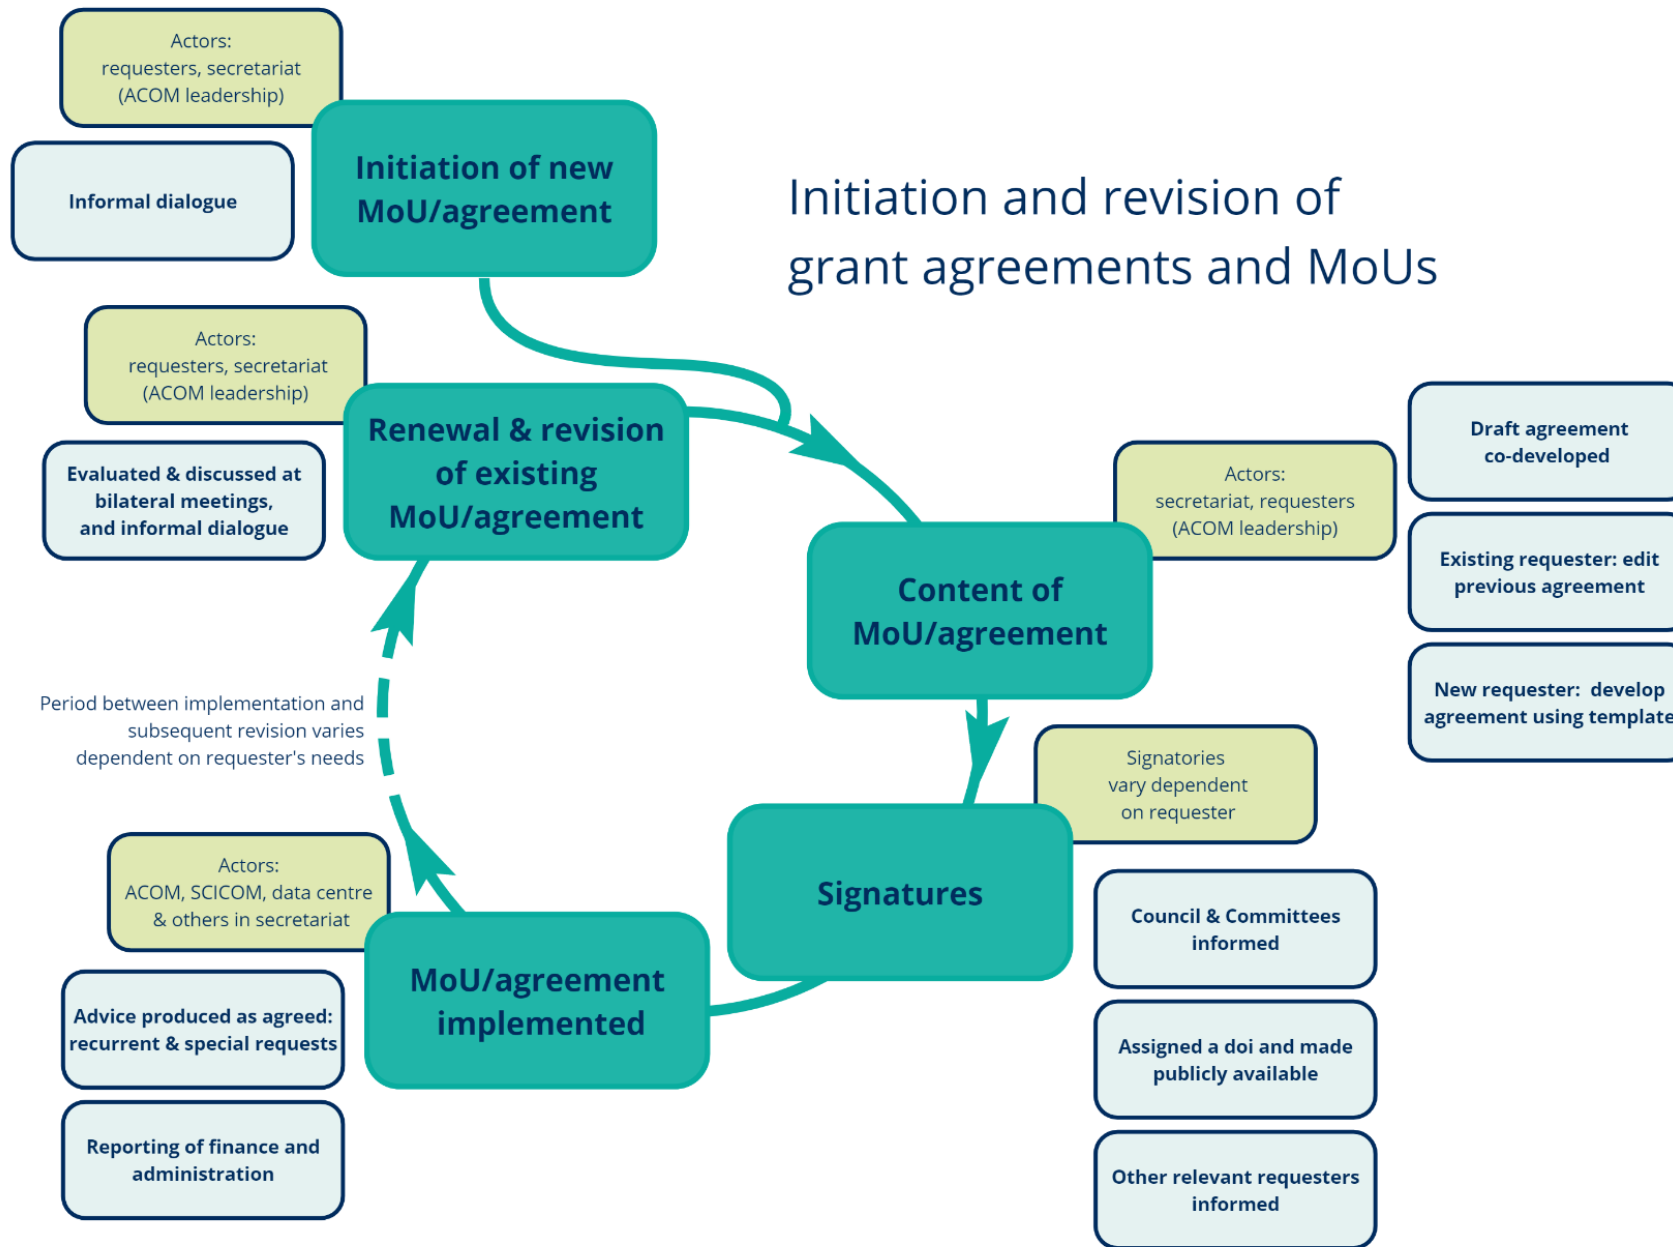 Actors:
requesters, secretariat
(ACOM leadership)
Informal dialogue
Initiation of new
MoU/agreement
Initiation and revision of
grant agreements and MoUs
Actors:
requesters, secretariat
(ACOM leadership)
Evaluated & discussed at
bilateral meetings,
and informal dialogue
Renewal & revision
of existing
MoU/agreement
Content of
MoU/agreement
Actors:
secretariat, requesters
(ACOM leadership)
Draft agreement
co-developed
Existing requester: edit
previous agreement
New requester: develop
agreement using template
Period between implementation and
subsequent revision varies
dependent on requester's needs
Signatories
vary dependent
on requester
Signatures
Council & Committees
informed
Assigned a doi and made
publicly available
Other relevant requesters
informed
Actors:
ACOM, SCICOM, data centre
& others in secretariat
MoU/agreement
implemented
Advice produced as agreed:
recurrent & special requests
Reporting of finance and
administration